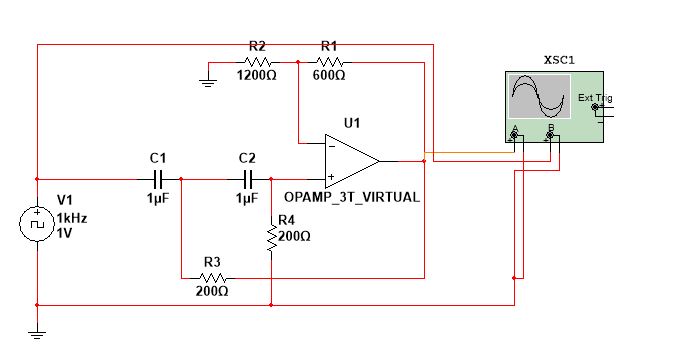 R2
R1
1200Ω
600Ω
XSC1
Ext Trig
+
−
A
B
+
−
+
−
U1
−
+
OPAMP_3T_VIRTUAL
C1
C2
1µF
1µF
V1
1kHz
1V
+
R4
200Ω
R3
200Ω